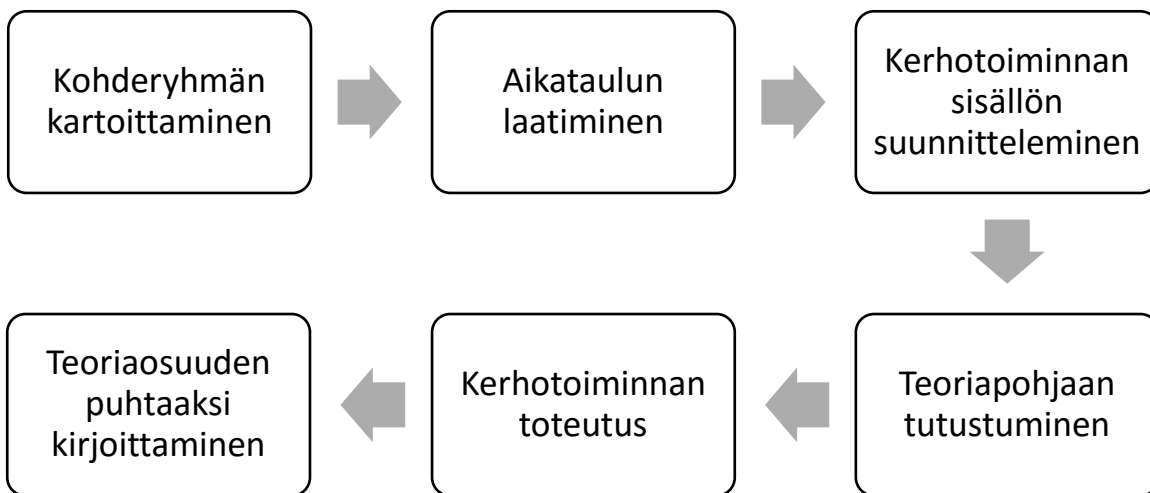 Kohderyhmän
kartoittaminen
Aikataulun
laatiminen
Kerhotoiminnan
sisällön
suunnitteleminen
Teoriapohjaan
tutustuminen
Kerhotoiminnan
toteutus
Teoriaosuuden
puhtaaksi
kirjoittaminen